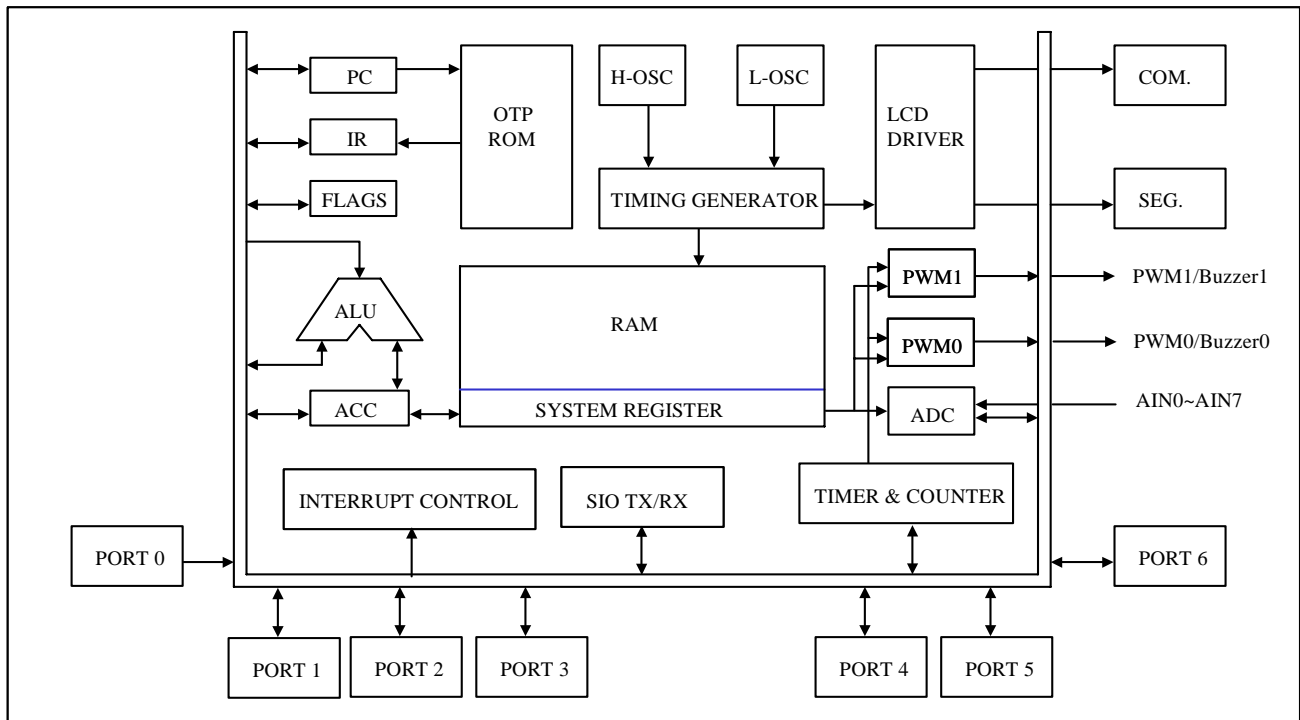 PC
H-OSC
L-OSC
COM.
OTP
ROM
LCD
DRIVER
IR
FLAGS
TIMING GENERATOR
SEG.
PWM1
PWM1/Buzzer1
ALU
RAM
PWM0
PWM0/Buzzer0
ACC
SYSTEM REGISTER
ADC
AIN0~AIN7
INTERRUPT CONTROL
SIO TX/RX
TIMER & COUNTER
PORT 0
PORT 6
PORT 1
PORT 2
PORT 3
PORT 4
PORT 5